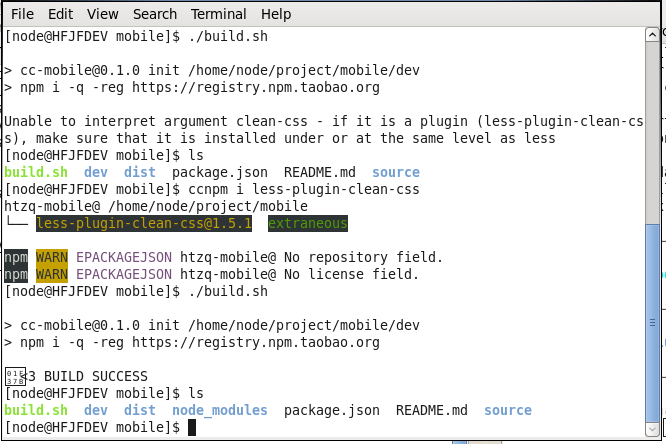 File Edit View Search Terminal Help
[node@HFJFDEV mobile]$ ./build.sh
> cc-mobile@0.1.0 init /home/node/project/mobile/dev
> npm i -q -reg https://registry.npm.taobao.org
Unable to interpret argument clean-css - if it is a plugin (less-plugin-clean-cs
s), make sure that it is installed under or at the same level as less
[node@HFJFDEV mobile]$ ls
build.sh dev dist package.json README.md source
[node@HFJFDEV mobile]$ ccnpm i less-plugin-clean-css
htzq-mobile@ /home/node/project/mobile
└── less-plugin-clean-css@1.5.1 extraneous
npm WARN EPACKAGEJSON htzq-mobile@ No repository field.
npm WARN EPACKAGEJSON htzq-mobile@ No license field.
[node@HFJFDEV mobile]$ ./build.sh
> cc-mobile@0.1.0 init /home/node/project/mobile/dev
> npm i -q -reg https://registry.npm.taobao.org
<3 BUILD SUCCESS
[node@HFJFDEV mobile]$ ls
build.sh dev dist node_modules package.json README.md source
[node@HFJFDEV mobile]$